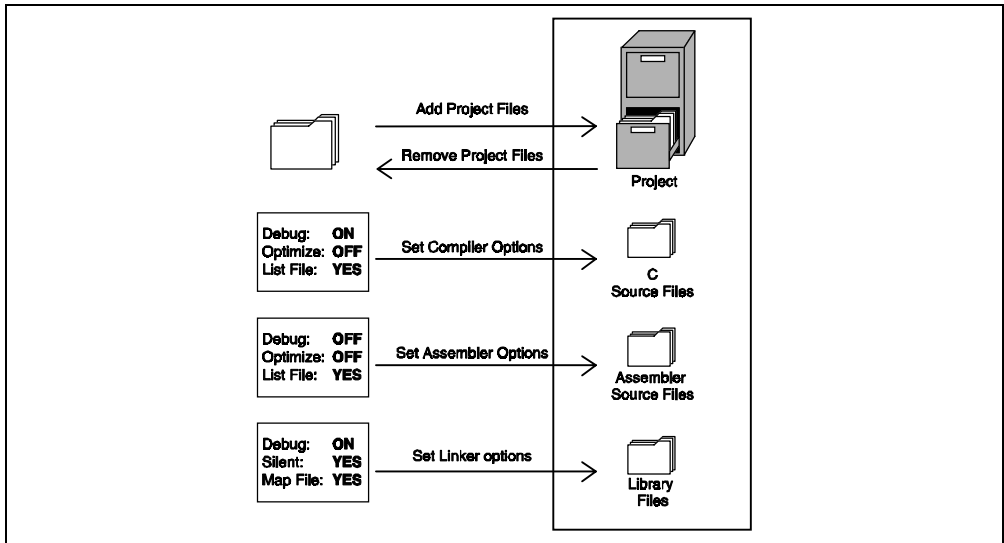 Add Project Files
Remove Project Files
Project
Debug: ON
Optimize: OFF
List File: YES
Set Compiler Options
C
Source Files
Debug: OFF
Optimize: OFF
List File: YES
Set Assembler Options
Assembler
Source Files
Debug: ON
Silent: YES
Map File: YES
Set Linker options
Library
Files